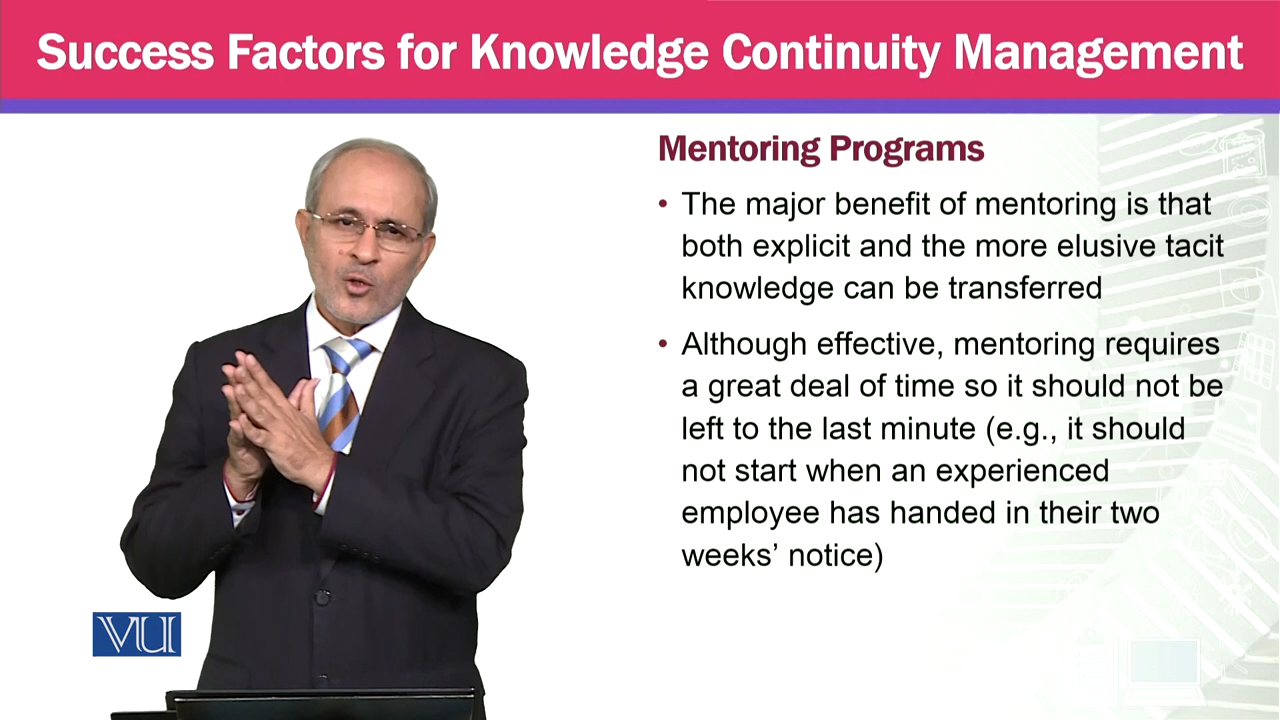 Success Factors for Knowledge Continuity Management
Mentoring Programs
• The major benefit of mentoring is that
both explicit and the more elusive tacit
knowledge can be transferred
• Although effective, mentoring requires
a great deal of time so it should not be
left to the last minute (e.g., it should
not start when an experienced
employee has handed in their two
weeks’ notice)
VU